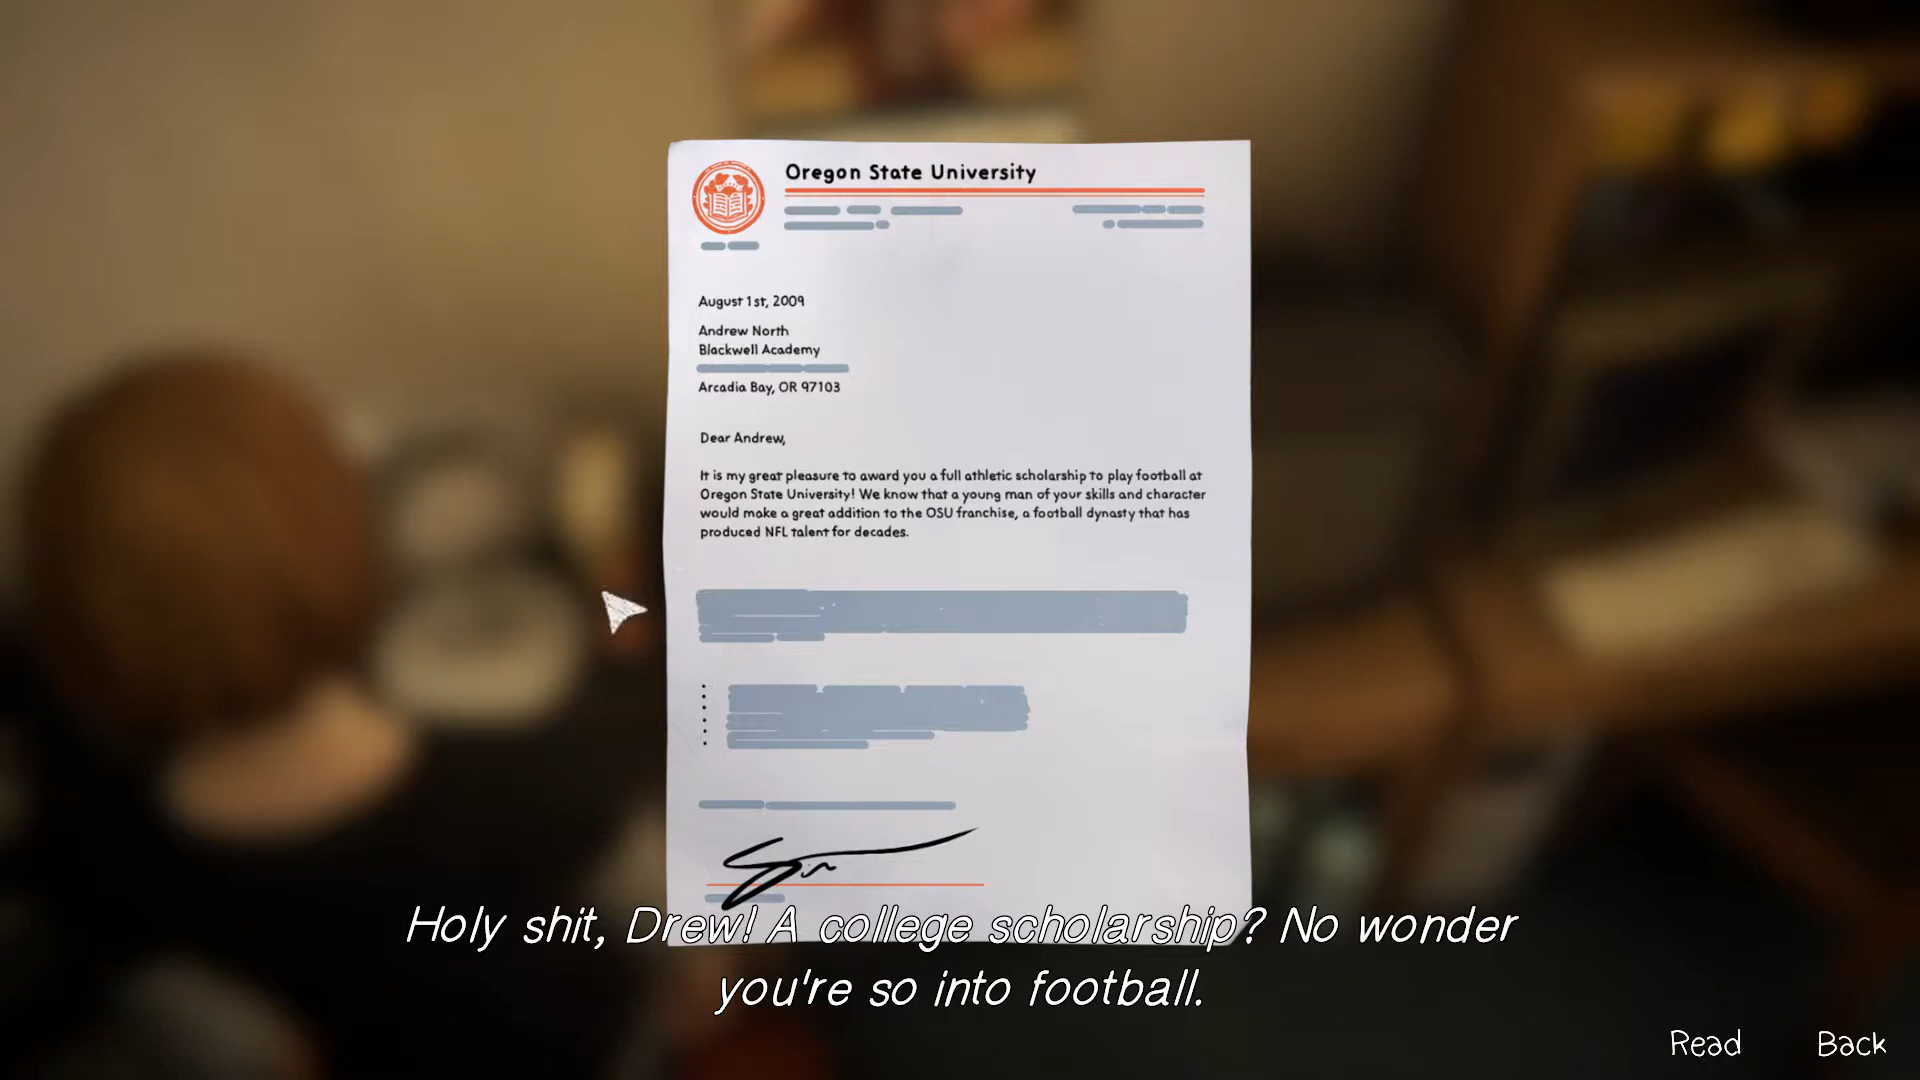 Oregon State University
August 1st, 2009
Andrew North
Blackwell Academy
Arcadia Bay, OR 97103
Dear Andrew,
It is my great pleasure to award you a full athletic scholarship to play football at
Oregon State University! We know that a young man of your skills and character
would make a great addition to the OSU franchise, a football dynasty that has
produced NFL talent for decades.
Holy shit, Drew! A college scholarship? No wonder
you're so into football.
Read Back